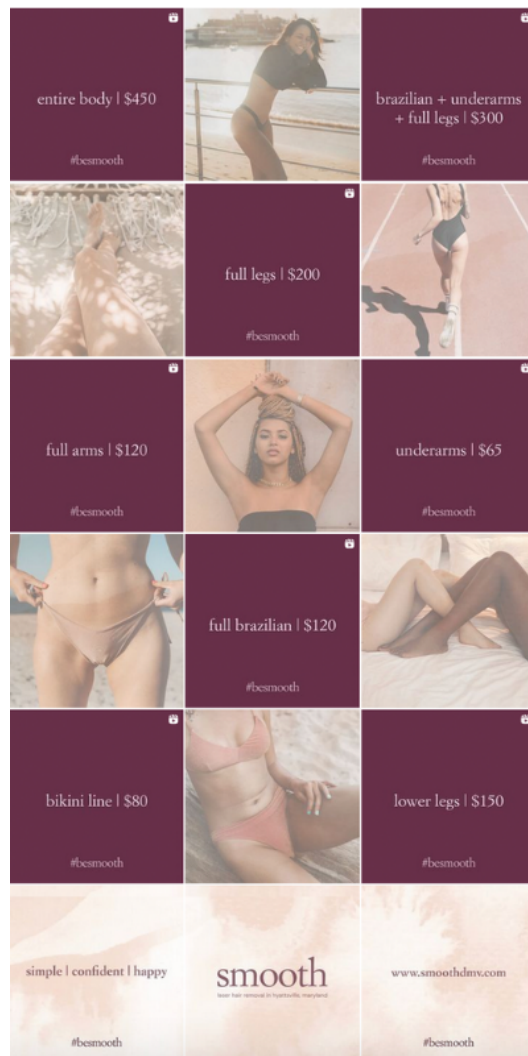 entire body | $450
#besmooth
brazilian + underarms
+ full legs | $300
#besmooth
full legs | $200
#besmooth
full arms | $120
#besmooth
underarms | $65
#besmooth
full brazilian | $120
#besmooth
bikini line | $80
#besmooth
lower legs | $150
#besmooth
simple | confident | happy
#besmooth
smooth
laser hair removal in hyattsville, maryland
www.smoothdmv.com
#besmooth